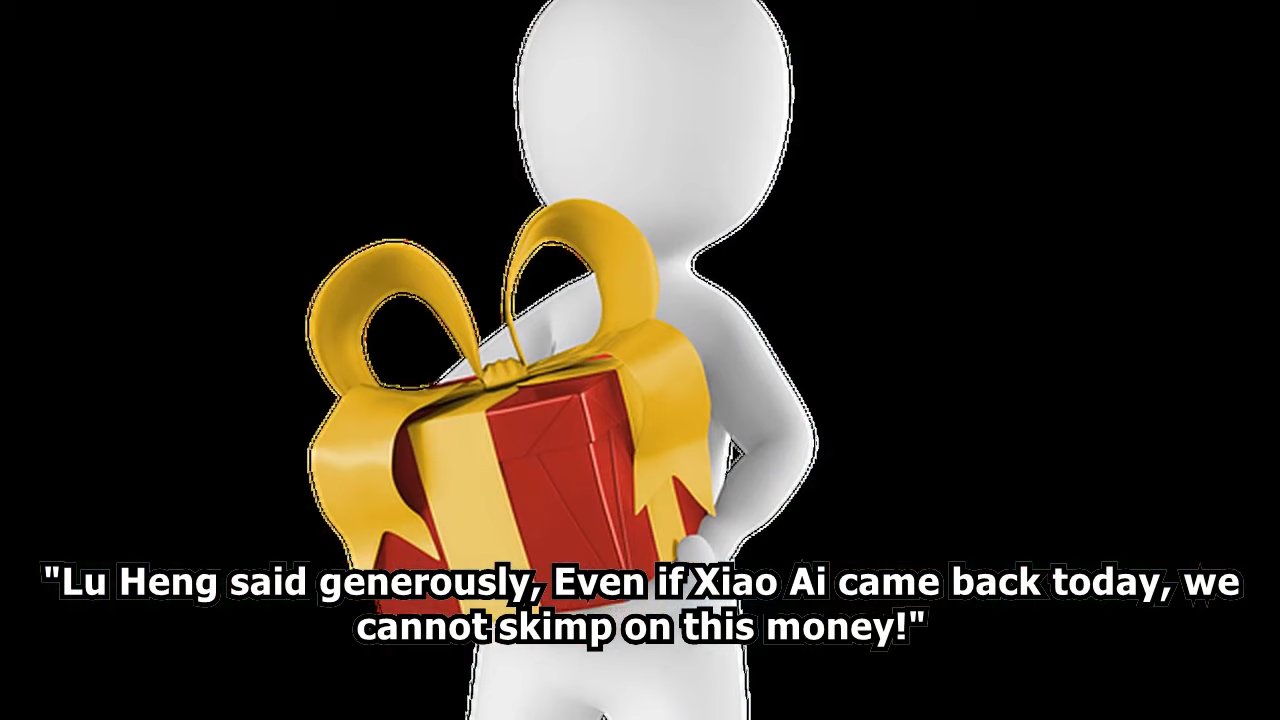 "Lu Heng said generously, Even if Xiao Ai came back today, we
cannot skimp on this money!"